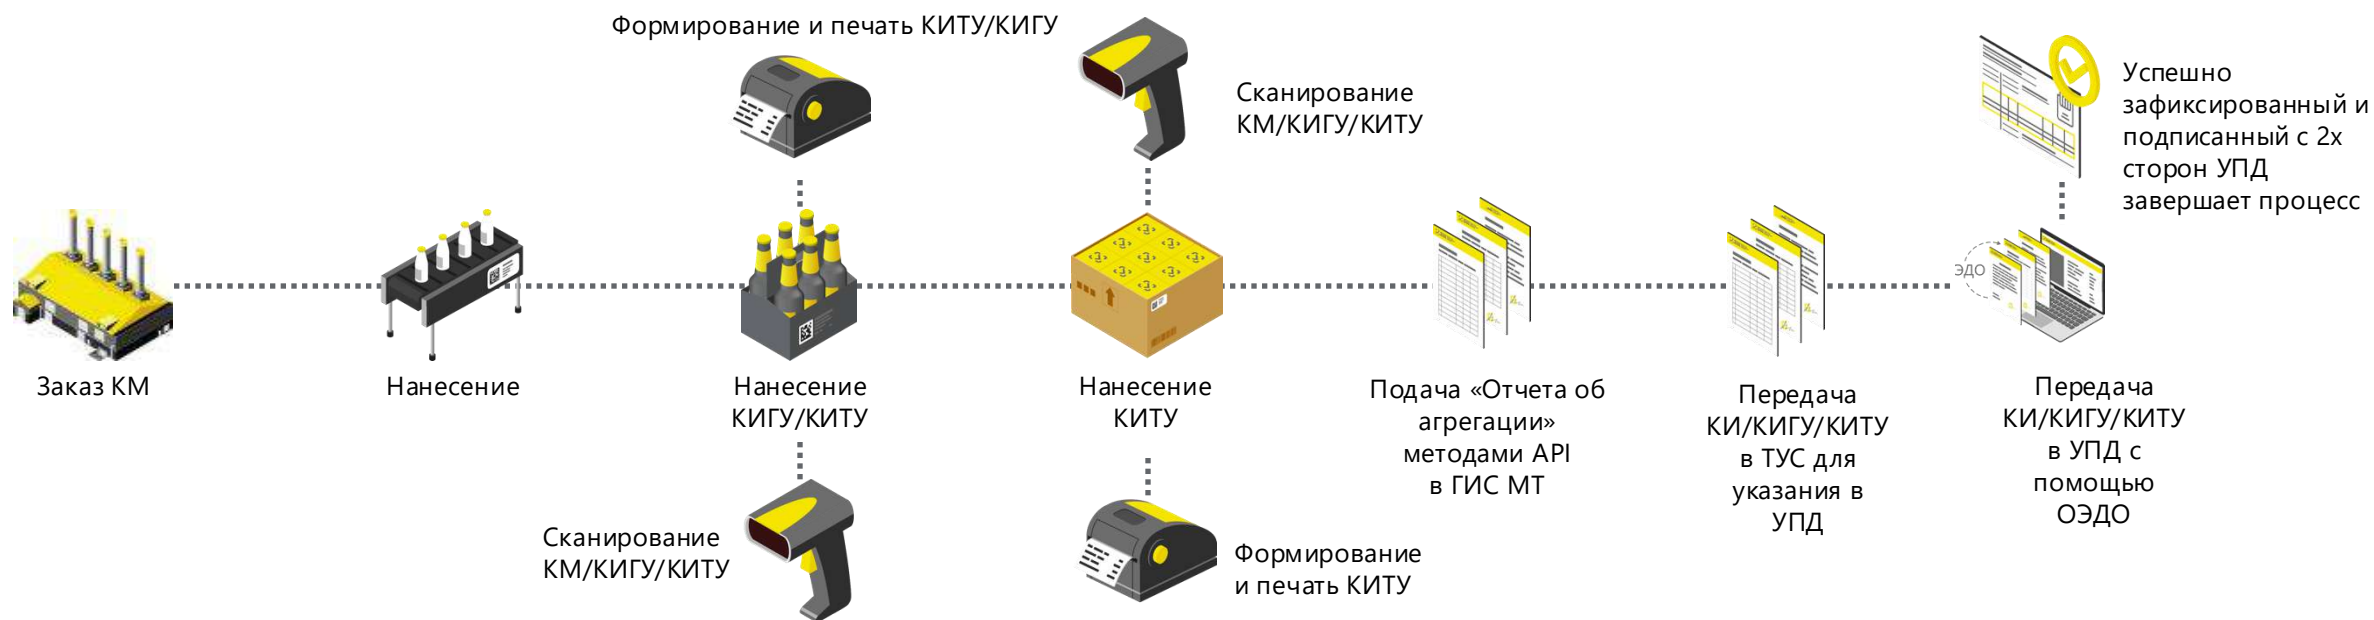 Формирование и печать КИТУ/КИГУ
Сканирование
КМ/КИГУ/КИТУ
Успешно
зафиксированный и
подписанный с 2х
сторон УПД
завершает процесс
ЭДО
Заказ КМ
Нанесение
Нанесение
КИГУ/КИТУ
Нанесение
КИТУ
Подача «Отчета об
агрегации»
методами API
в ГИС МТ
Передача
КИ/КИГУ/КИТУ
в ТУС для
указания в
УПД
Передача
КИ/КИГУ/КИТУ
в УПД с
помощью
ОЭДО
Сканирование
КМ/КИГУ/КИТУ
Формирование
и печать КИТУ